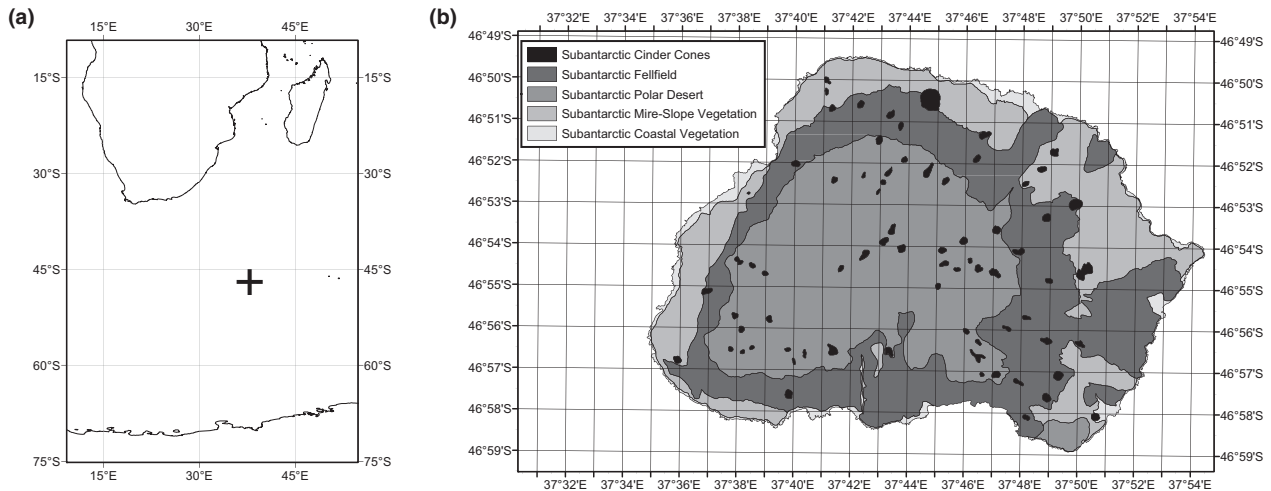 (a)
15°E 30°E 45°E
15°S 15°S
30°S 30°S
45°S 45°S
60°S 60°S
75°S 75°S
15°E 30°E 45°E
(b)
37°32'E 37°34'E 37°36'E 37°38'E 37°40'E 37°42'E 37°44'E 37°46'E 37°48'E 37°50'E 37°52'E 37°54'E
46°49'S 46°49'S
46°50'S 46°50'S
46°51'S 46°51'S
46°52'S 46°52'S
46°53'S 46°53'S
46°54'S 46°54'S
46°55'S 46°55'S
46°56'S 46°56'S
46°57'S 46°57'S
46°58'S 46°58'S
46°59'S 46°59'S
Subantarctic Cinder Cones
Subantarctic Fellfield
Subantarctic Polar Desert
Subantarctic Mire-Slope Vegetation
Subantarctic Coastal Vegetation
37°32'E 37°34'E 37°36'E 37°38'E 37°40'E 37°42'E 37°44'E 37°46'E 37°48'E 37°50'E 37°52'E 37°54'E